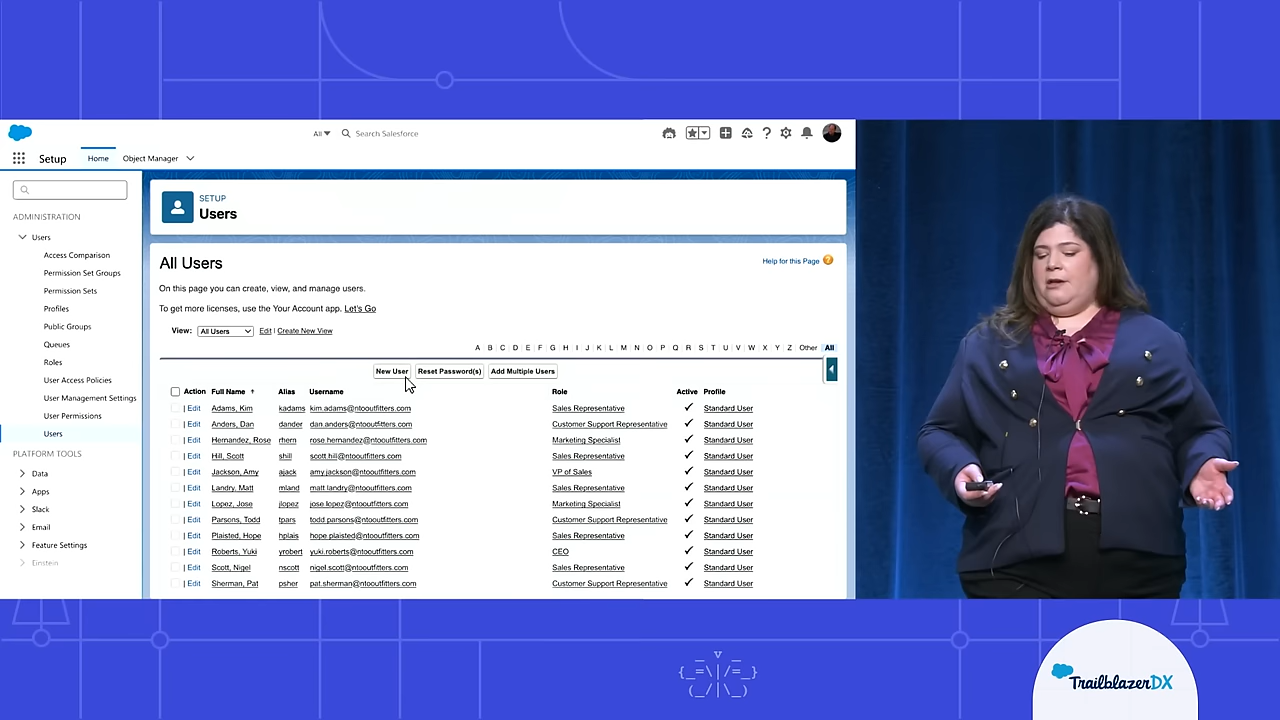 All
Search Salesforce
Setup
Home
Object Manager
ADMINISTRATION
Users
Access Comparison
Permission Set Groups
Permission Sets
Profiles
Public Groups
Queues
Roles
User Access Policies
User Management Settings
User Permissions
Users
PLATFORM TOOLS
Data
Apps
Slack
Email
Feature Settings
Einstein
SETUP
Users
All Users
Help for this Page ?
On this page you can create, view, and manage users.
To get more licenses, use the Your Account app. Let's Go
View: All Users Edit | Create New View
A B C D E F G H I J K L M N O P Q R S T U V W X Y Z Other All
New User Reset Password(s) Add Multiple Users
Action Full Name ↑ Alias Username Role Active Profile
| Edit Adams, Kim kadams kim.adams@ntooutfitters.com Sales Representative ✓ Standard User
| Edit Anders, Dan dander dan.anders@ntooutfitters.com Customer Support Representative ✓ Standard User
| Edit Hernandez, Rose rhern rose.hernandez@ntooutfitters.com Marketing Specialist ✓ Standard User
| Edit Hill, Scott shill scott.hill@ntooutfitters.com Sales Representative ✓ Standard User
| Edit Jackson, Amy ajack amy.jackson@ntooutfitters.com VP of Sales ✓ Standard User
| Edit Landry, Matt mland matt.landry@ntooutfitters.com Sales Representative ✓ Standard User
| Edit Lopez, Jose jlopez jose.lopez@ntooutfitters.com Marketing Specialist ✓ Standard User
| Edit Parsons, Todd tpars todd.parsons@ntooutfitters.com Customer Support Representative ✓ Standard User
| Edit Plaisted, Hope hplais hope.plaisted@ntooutfitters.com Sales Representative ✓ Standard User
| Edit Roberts, Yuki yrobert yuki.roberts@ntooutfitters.com CEO ✓ Standard User
| Edit Scott, Nigel nscott nigel.scott@ntooutfitters.com Sales Representative ✓ Standard User
| Edit Sherman, Pat psher pat.sherman@ntooutfitters.com Customer Support Representative ✓ Standard User
TrailblazerDX